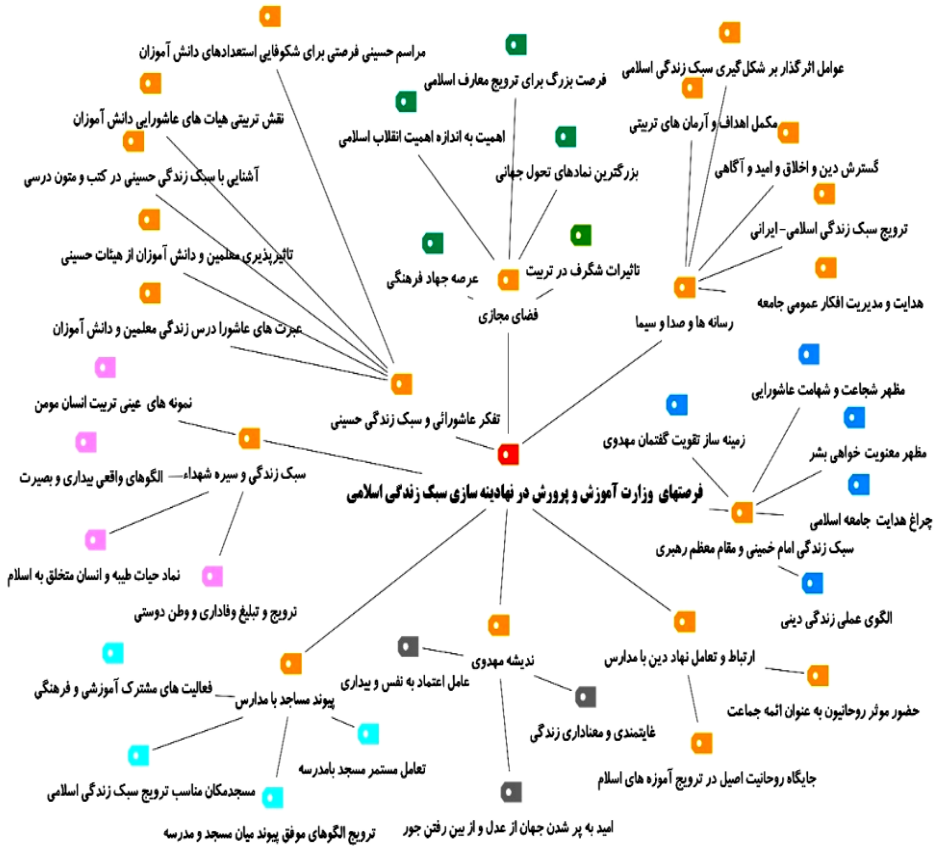 مراسم حسینی فرصتی برای شکوفایی استعدادهای دانش آموزان
نقش تربیتی هیات های عاشورایی دانش آموزان
آشنایی با سبک زندگی حسینی در کتب و متون درسی
تاثیرپذیری معلمین و دانش آموزان از هیئات حسینی
عبرت های عاشورا درس زندگی معلمین و دانش آموزان
تفکر عاشورائی و سبک زندگی حسینی
فرصت بزرگ برای ترویج معارف اسلامی
اهمیت به اندازه اهمیت انقلاب اسلامی
بزرگترین نمادهای تحول جهانی
تاثیرات شگرف در تربیت
عرصه جهاد فرهنگی
فضای مجازی
عوامل اثرگذار بر شکل گیری سبک زندگی اسلامی
مکمل اهداف و آرمان های تربیتی
گسترش دین و اخلاق و امید و آگاهی
ترویج سبک زندگی اسلامی-ایرانی
هدایت و مدیریت افکار عمومی جامعه
رسانه ها و صدا و سیما
نمونه های عینی تربیت انسان مومن
سبک زندگی و سیره شهداء
الگوهای واقعی بیداری و بصیرت
نماد حیات طیبه و انسان متخلق به اسلام
ترویج و تبلیغ وفاداری و وطن دوستی
فرصتهای وزارت آموزش و پرورش در نهادینه سازی سبک زندگی اسلامی
مظهر شجاعت و شهامت عاشورایی
زمینه ساز تقویت گفتمان مهدوی
مظهر معنویت خواهی بشر
چراغ هدایت جامعه اسلامی
سبک زندگی امام خمینی و مقام معظم رهبری
الگوی عملی زندگی دینی
ارتباط و تعامل نهاد دین با مدارس
حضور موثر روحانیون به عنوان ائمه جماعت
جایگاه روحانیت اصیل در ترویج آموزه های اسلام
ندیشه مهدوی
عامل اعتماد به نفس و بیداری
غایتمندی و معناداری زندگی
امید به پر شدن جهان از عدل و از بین رفتن جور
پیوند مساجد با مدارس
فعالیت های مشترک آموزشی و فرهنگی
تعامل مستمر مسجد بامدرسه
مسجدمکان مناسب ترویج سبک زندگی اسلامی
ترویج الگوهای موفق پیوند میان مسجد و مدرسه